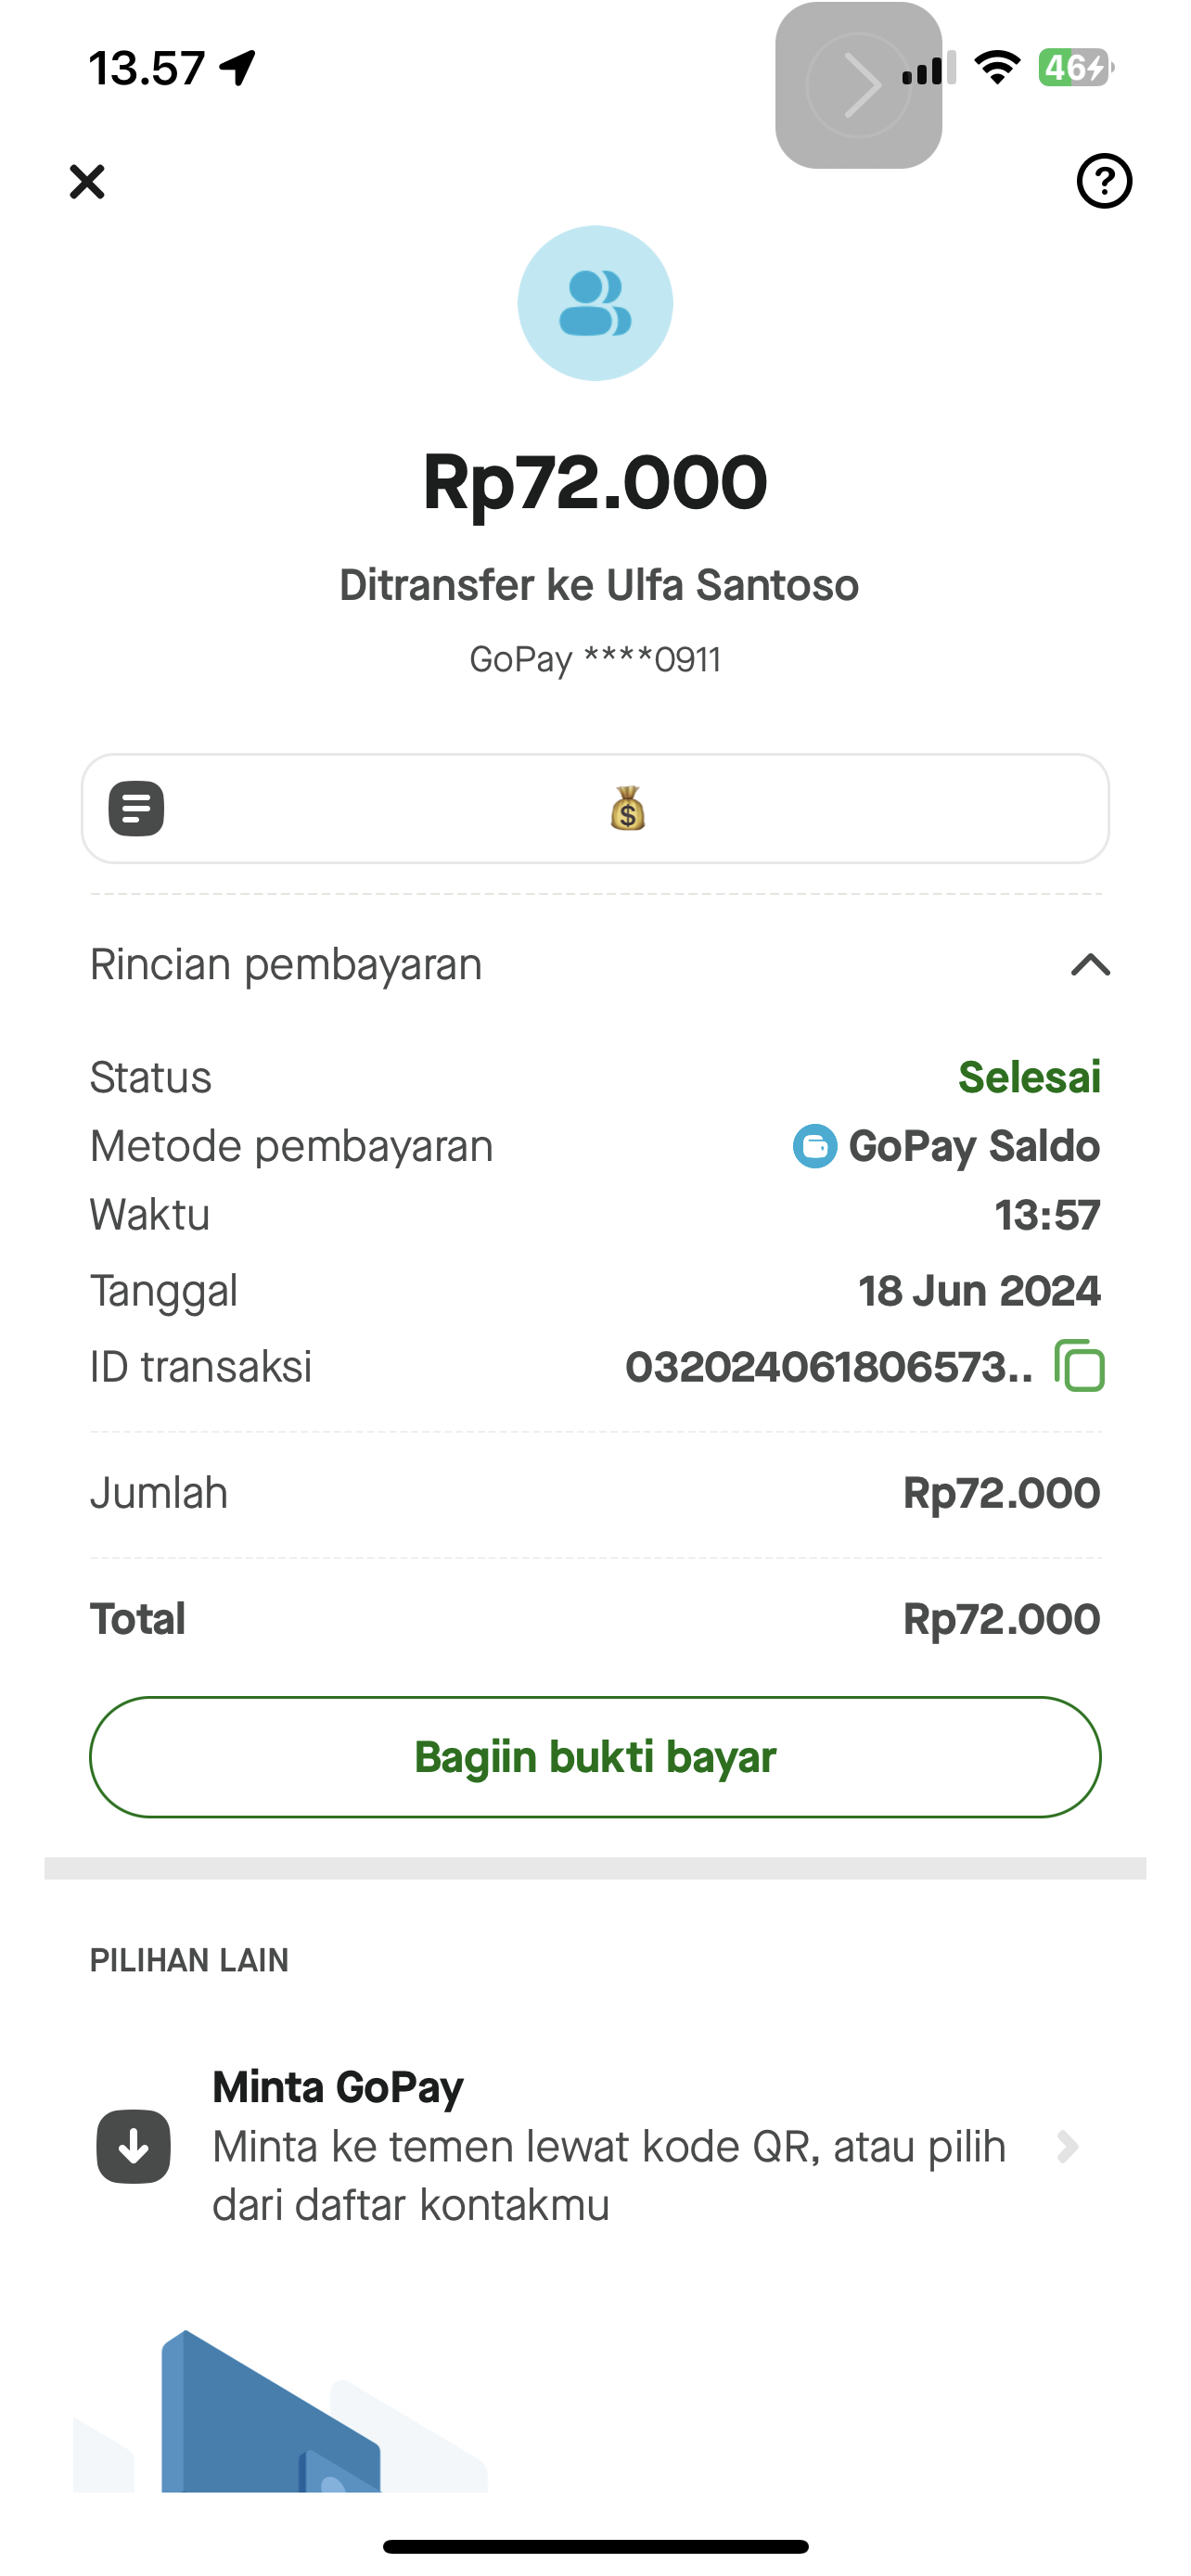 13.57
46
?
Rp72.000
Ditransfer ke Ulfa Santoso
GoPay ****0911
$
Rincian pembayaran
Status Selesai
Metode pembayaran GoPay Saldo
Waktu 13:57
Tanggal 18 Jun 2024
ID transaksi 032024061806573..
Jumlah Rp72.000
Total Rp72.000
Bagiin bukti bayar
PILIHAN LAIN
Minta GoPay
Minta ke temen lewat kode QR, atau pilih
dari daftar kontakmu